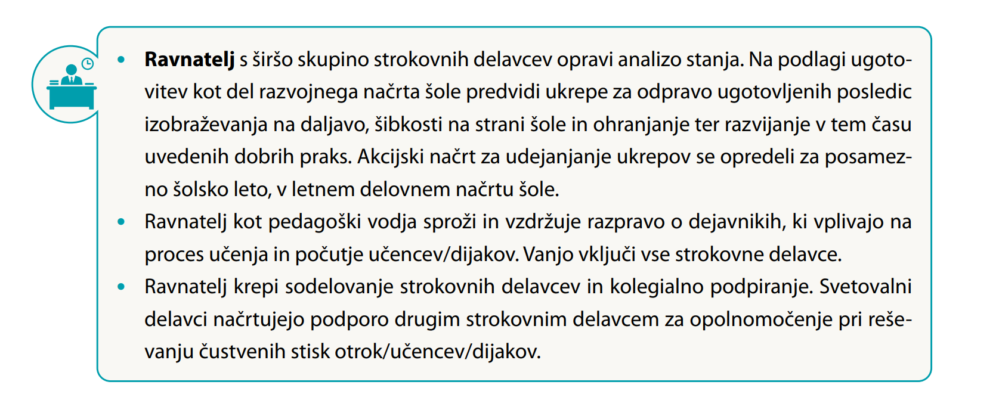 • Ravnatelj s širšo skupino strokovnih delavcev opravi analizo stanja. Na podlagi ugoto-
vitev kot del razvojnega načrta šole predvidi ukrepe za odpravo ugotovljenih posledic
izobraževanja na daljavo, šibkosti na strani šole in ohranjanje ter razvijanje v tem času
uvedenih dobrih praks. Akcijski načrt za udejanjanje ukrepov se opredeli za posamez-
no šolsko leto, v letnem delovnem načrtu šole.
• Ravnatelj kot pedagoški vodja sproži in vzdržuje razpravo o dejavnikih, ki vplivajo na
proces učenja in počutje učencev/dijakov. Vanjo vključi vse strokovne delavce.
• Ravnatelj krepi sodelovanje strokovnih delavcev in kolegialno podpiranje. Svetovalni
delavci načrtujejo podporo drugim strokovnim delavcem za opolnomočenje pri reše-
vanju čustvenih stisk otrok/učencev/dijakov.